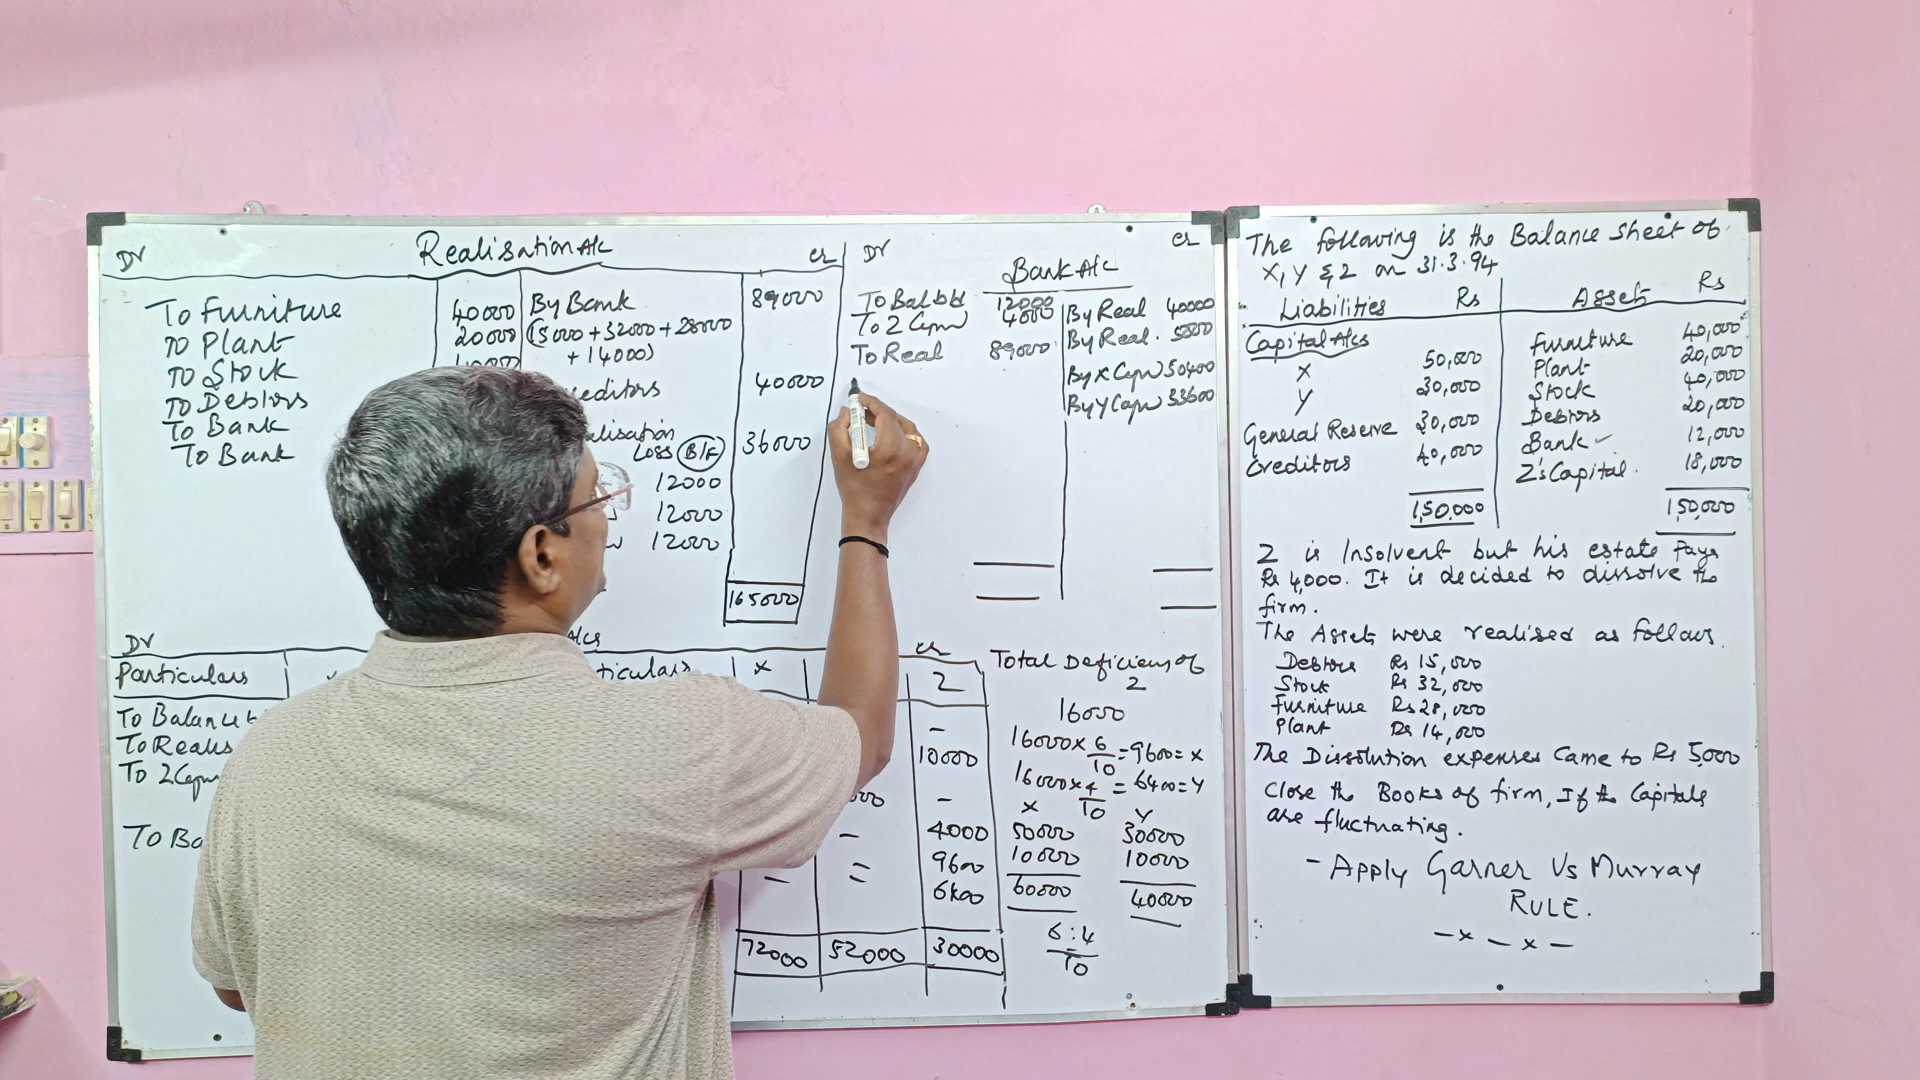 Dr Realisation A/c cr
To Furniture 40000 By Bank 89000
To Plant 20000 (15000+32000+28000
+14000)
To Stock
To Debtors editors 40000
To Bank alisation
To Bank Loss (B/F) 36000
12000
12000
12000
165000
Dr Bank A/c cr
To Bal b/d 12000 By Real 40000
To Z Cap 4000 By Real. 5000
To Real 89000 By X Cap 50400
By Y Cap 33600
Dr A/cs cr
Particulars ticulars x Z
To Balance b -
To Realis 10000
To Z Cap 000 -
- 4000
To Ba = 9600
- = 6400
72000 52000 30000
Total Deficiency of
Z
16000
16000 x 6/10 = 9600 = x
16000 x 4/10 = 6400 = Y
x Y
50000 30000
10000 10000
60000 40000
6:4
10
The following is the Balance Sheet of
X, Y & Z on 31.3.94
Liabilities Rs Assets Rs
Capital A/cs Furniture 40,000
X 50,000 Plant 20,000
Y 30,000 Stock 40,000
General Reserve 30,000 Debtors 20,000
Creditors 40,000 Bank 12,000
Z's Capital. 18,000
1,50,000 1,50,000
Z is Insolvent but his estate Pays
Rs 4,000. It is decided to dissolve the
firm.
The Assets were realised as follows.
Debtors Rs 15,000
Stock Rs 32,000
Furniture Rs 28,000
Plant Rs 14,000
The Dissolution expenses Came to Rs 5,000
Close the Books of firm, If the Capitals
are fluctuating.
- Apply Garner Vs Murray
RULE.
-x-x-